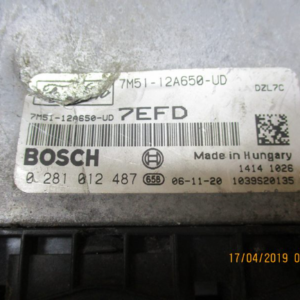 7M51-12A650-UD DZL7C
7M51-12A650-UD 7EFD
BOSCH Made in Hungary
1414 1026
0 281 012 487 658 06-11-20 1039S20135
17/04/2019